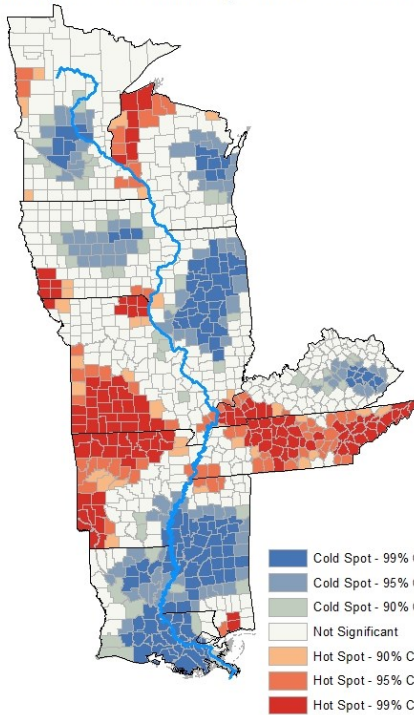 Cold Spot - 99% C
Cold Spot - 95% C
Cold Spot - 90% C
Not Significant
Hot Spot - 90% C
Hot Spot - 95% C
Hot Spot - 99% C